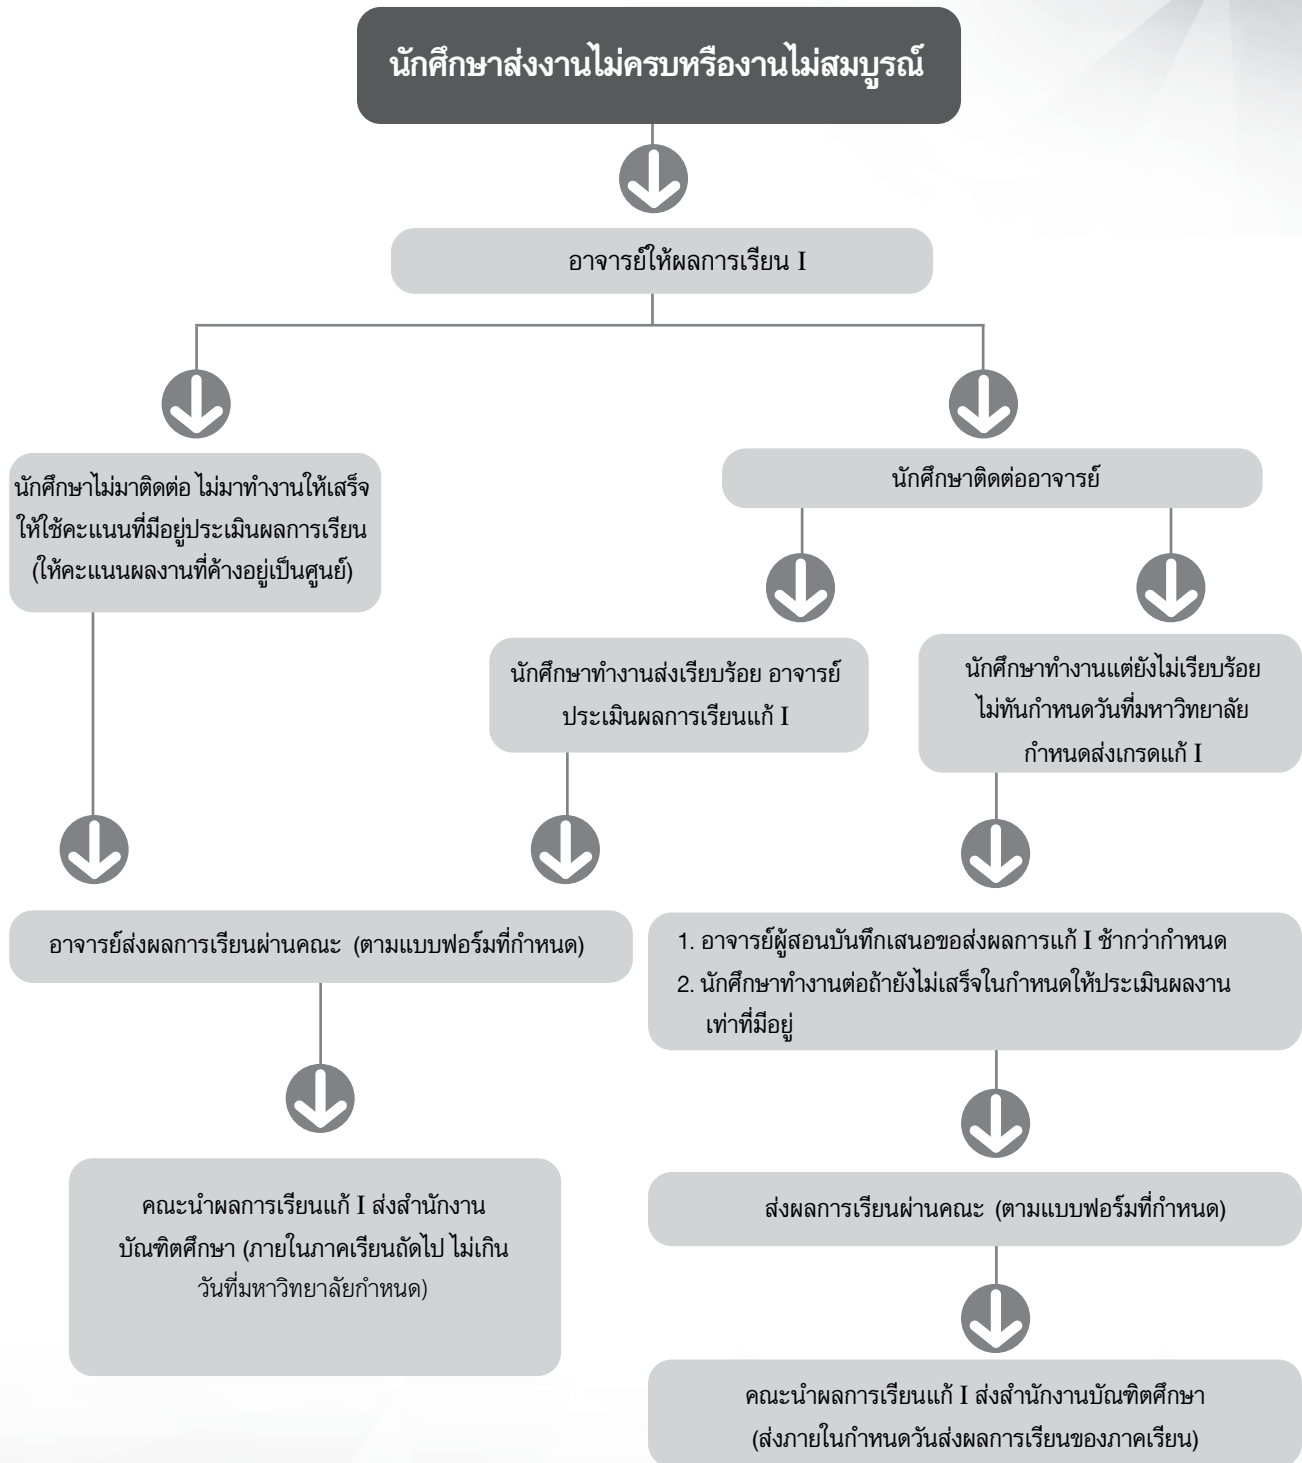 นักศึกษาส่งงานไม่ครบหรืองานไม่สมบูรณ์
อาจารย์ให้ผลการเรียน I
นักศึกษาไม่มาติดต่อ ไม่มาทำงานให้เสร็จ
ให้ใช้คะแนนที่มีอยู่ประเมินผลการเรียน
(ให้คะแนนผลงานที่ค้างอยู่เป็นศูนย์)
นักศึกษาติดต่ออาจารย์
นักศึกษาทำงานส่งเรียบร้อย อาจารย์
ประเมินผลการเรียนแก้ I
นักศึกษาทำงานแต่ยังไม่เรียบร้อย
ไม่ทันกำหนดวันที่มหาวิทยาลัย
กำหนดส่งเกรดแก้ I
อาจารย์ส่งผลการเรียนผ่านคณะ (ตามแบบฟอร์มที่กำหนด)
1. อาจารย์ผู้สอนบันทึกเสนอขอส่งผลการแก้ I ช้ากว่ากำหนด
2. นักศึกษาทำงานต่อถ้ายังไม่เสร็จในกำหนดให้ประเมินผลงาน
เท่าที่มีอยู่
คณะนำผลการเรียนแก้ I ส่งสำนักงาน
บัณฑิตศึกษา (ภายในภาคเรียนถัดไป ไม่เกิน
วันที่มหาวิทยาลัยกำหนด)
ส่งผลการเรียนผ่านคณะ (ตามแบบฟอร์มที่กำหนด)
คณะนำผลการเรียนแก้ I ส่งสำนักงานบัณฑิตศึกษา
(ส่งภายในกำหนดวันส่งผลการเรียนของภาคเรียน)